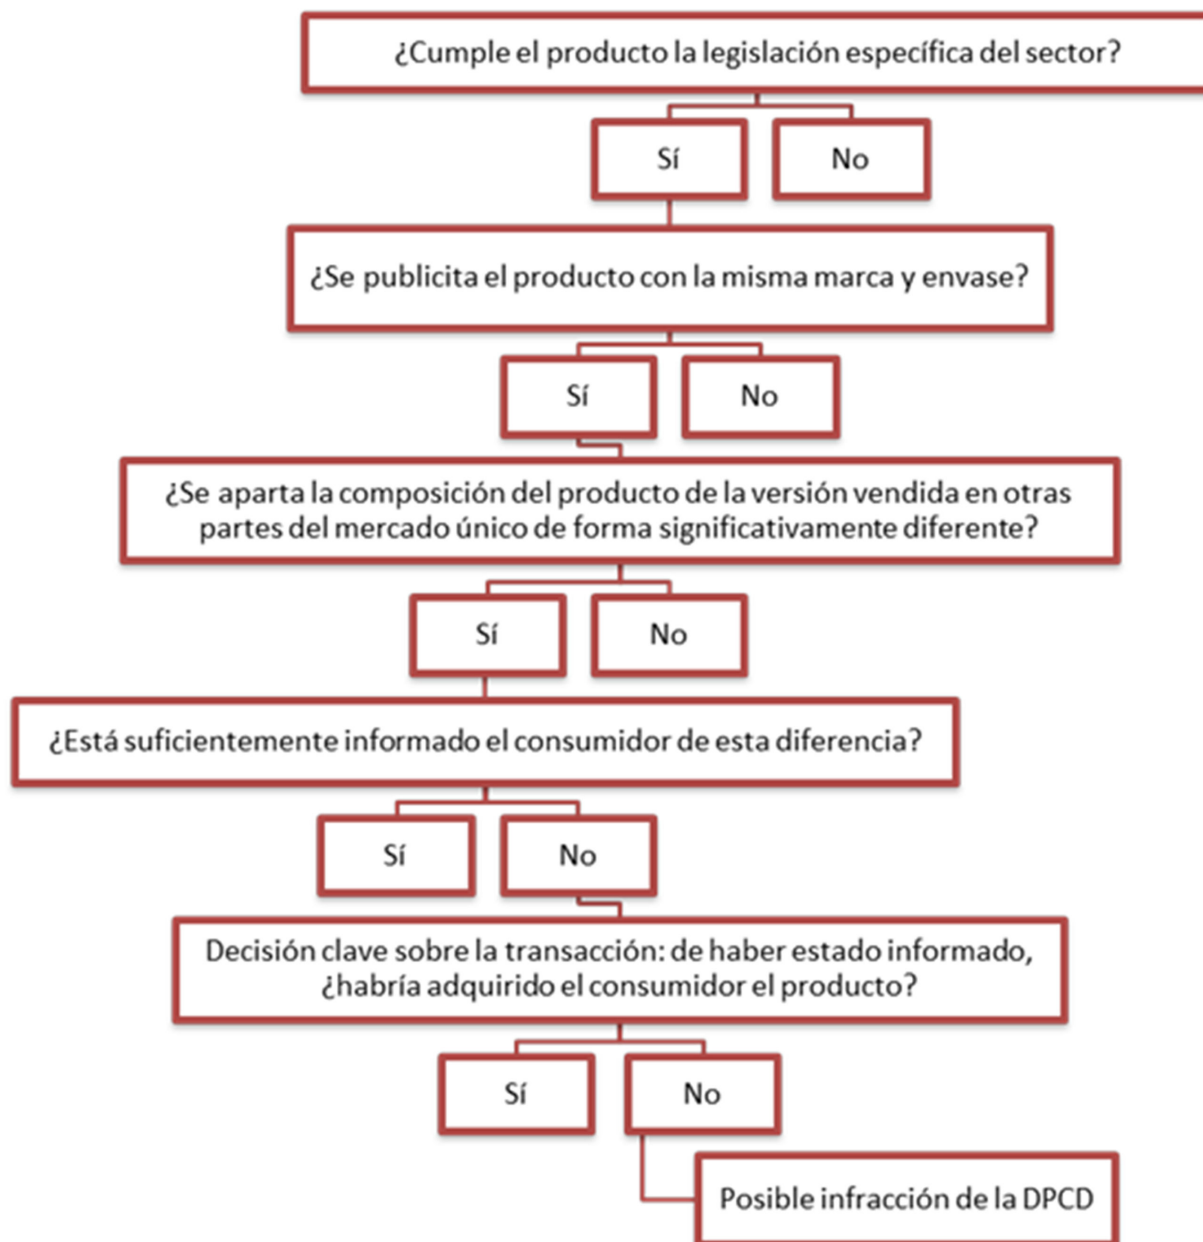 ¿Cumple el producto la legislación específica del sector?
Sí
No
¿Se publicita el producto con la misma marca y envase?
Sí
No
¿Se aparta la composición del producto de la versión vendida en otras
partes del mercado único de forma significativamente diferente?
Sí
No
¿Está suficientemente informado el consumidor de esta diferencia?
Sí
No
Decisión clave sobre la transacción: de haber estado informado,
¿habría adquirido el consumidor el producto?
Sí
No
Posible infracción de la DPCD